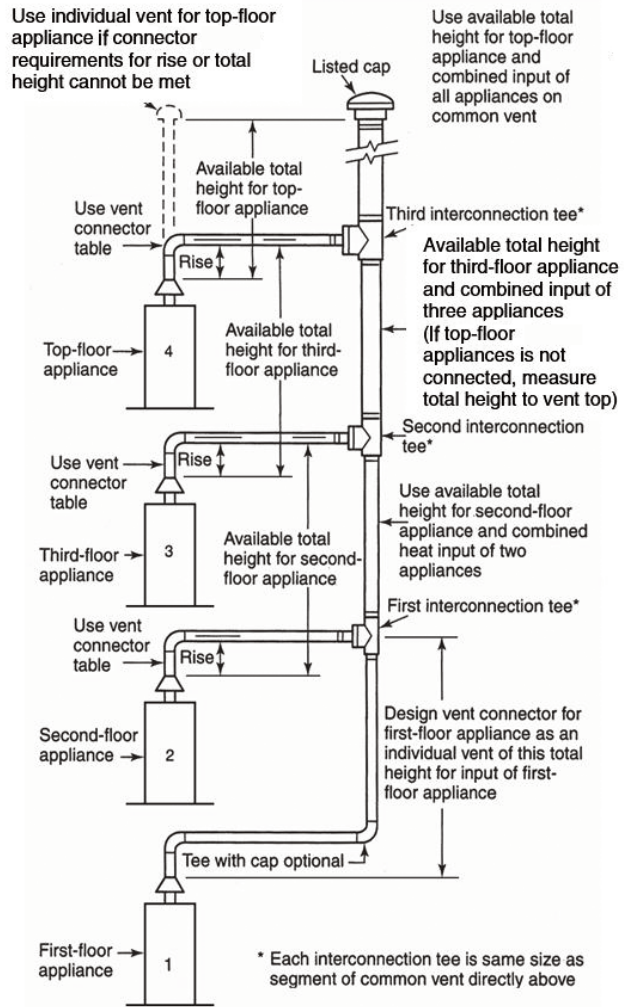 Use individual vent for top-floor
appliance if connector
requirements for rise or total
height cannot be met
Use available total
height for top-floor
appliance and
combined input of
all appliances on
common vent
Listed cap
Available total
height for top-
floor appliance
Use vent
connector
table
Rise
Third interconnection tee*
Available total height
for third-floor appliance
and combined input of
three appliances
(If top-floor
appliances is not
connected, measure
total height to vent top)
Top-floor
appliance
4
Available total
height for third-
floor appliance
Second interconnection
tee*
Use vent
connector
table
Rise
Use available total
height for second-floor
appliance and combined
heat input of two
appliances
Third-floor
appliance
3
Available total
height for second-
floor appliance
First interconnection tee*
Use vent
connector
table
Rise
Second-floor
appliance
2
Design vent connector for
first-floor appliance as an
individual vent of this total
height for input of first-
floor appliance
Tee with cap optional
First-floor
appliance
1
* Each interconnection tee is same size as
segment of common vent directly above